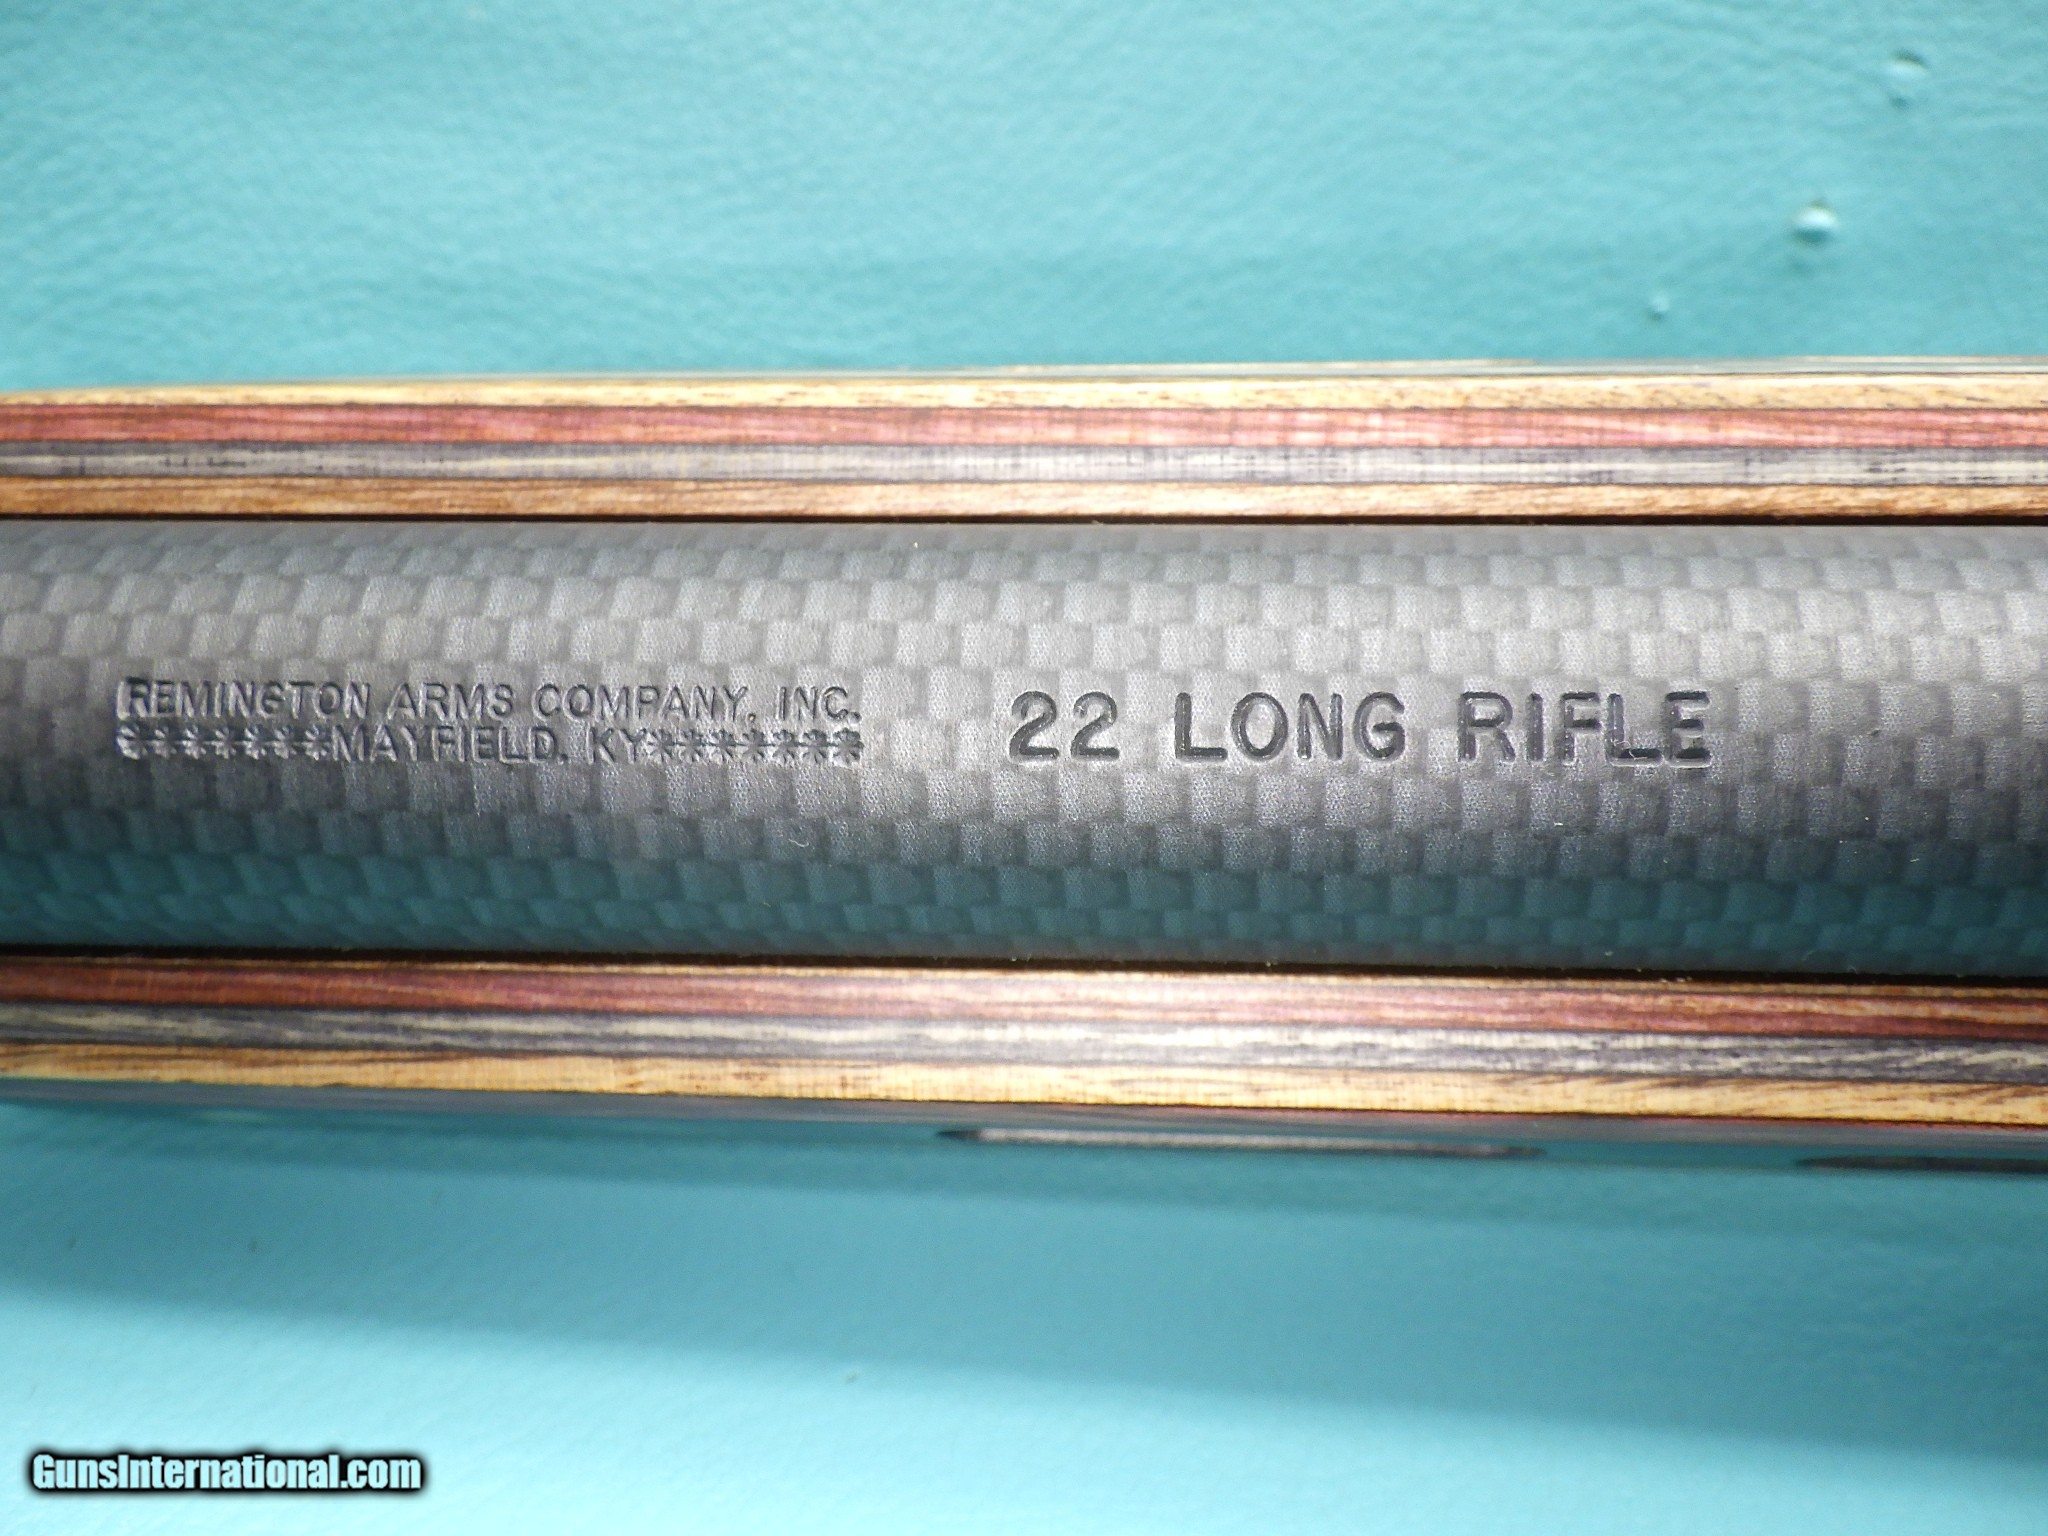 REMINGTON ARMS COMPANY, INC.
*******MAYFIELD, KY*******
22 LONG RIFLE
GunsInternational.com